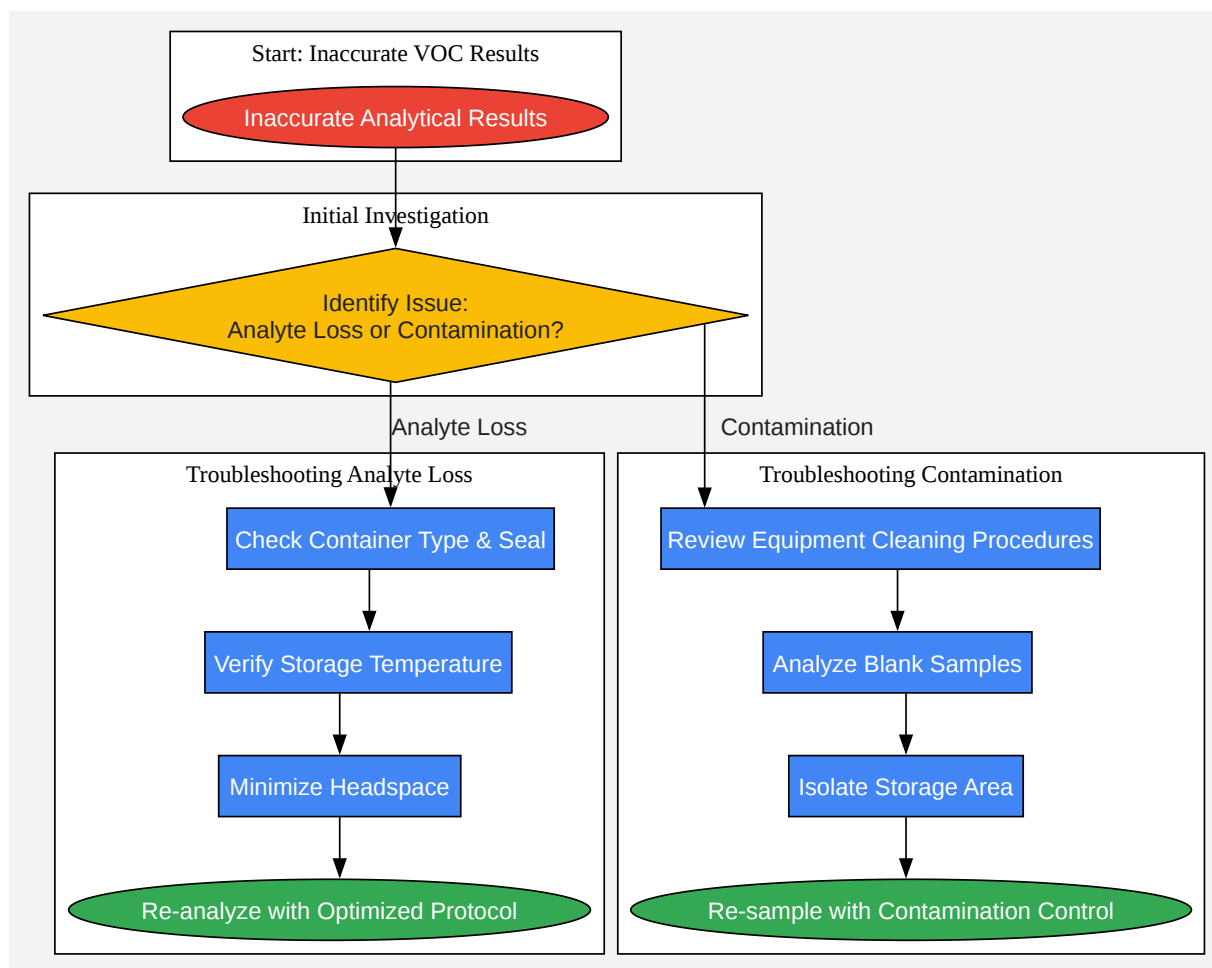 Start: Inaccurate VOC Results
Inaccurate Analytical Results
Initial Investigation
Identify Issue:
Analyte Loss or Contamination?
Analyte Loss
Contamination
Troubleshooting Analyte Loss
Check Container Type & Seal
Verify Storage Temperature
Minimize Headspace
Re-analyze with Optimized Protocol
Troubleshooting Contamination
Review Equipment Cleaning Procedures
Analyze Blank Samples
Isolate Storage Area
Re-sample with Contamination Control